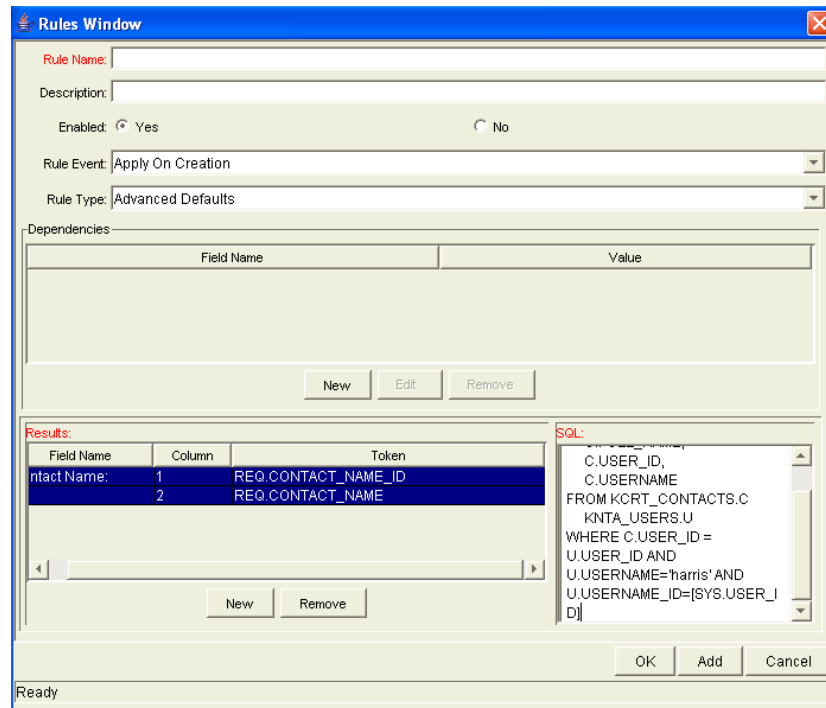 Rules Window
Rule Name:
Description:
Enabled: Yes No
Rule Event: Apply On Creation
Rule Type: Advanced Defaults
Dependencies
Field Name Value
New Edit Remove
Results:
Field Name Column Token
ntact Name: 1 REQ.CONTACT_NAME_ID
2 REQ.CONTACT_NAME
New Remove
SQL:
C.USER_ID,
C.USERNAME
FROM KCRT_CONTACTS.C
KNTA_USERS.U
WHERE C.USER_ID =
U.USER_ID AND
U.USERNAME='harris' AND
U.USERNAME_ID=[SYS.USER_I
D]
OK Add Cancel
Ready